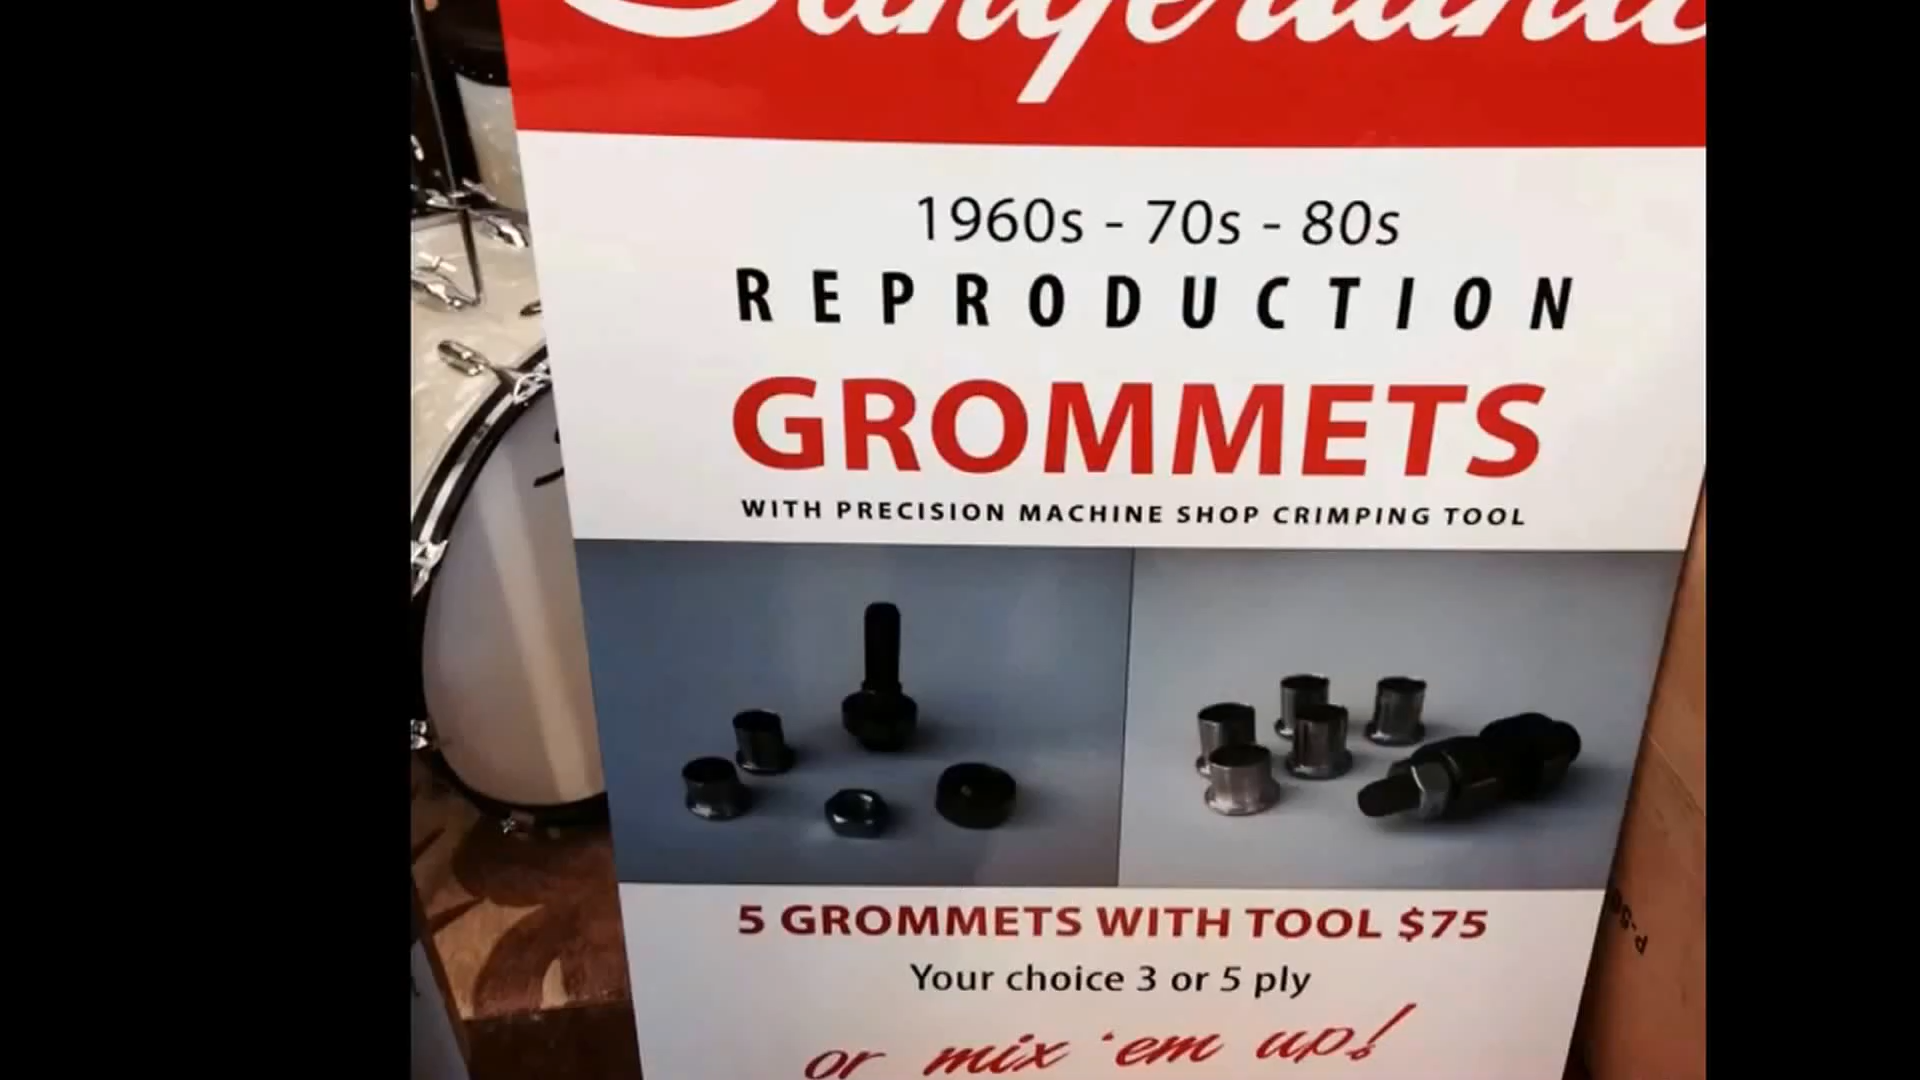 1960s - 70s - 80s
REPRODUCTION
GROMMETS
WITH PRECISION MACHINE SHOP CRIMPING TOOL
5 GROMMETS WITH TOOL $75
Your choice 3 or 5 ply
or mix 'em up!